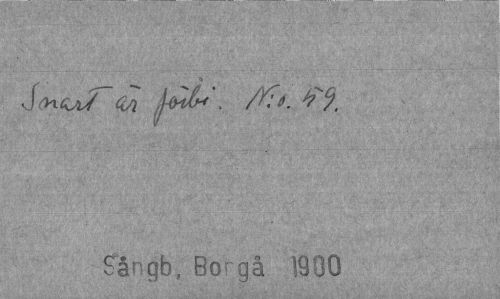 Snart är förbi. N:o. 59.
Sångb, Borgå 1900